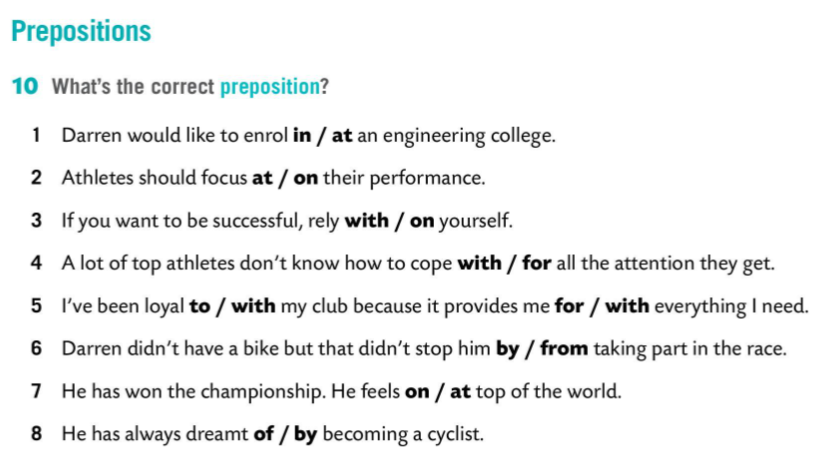 Prepositions
10 What's the correct preposition?
1 Darren would like to enrol in / at an engineering college.
2 Athletes should focus at / on their performance.
3 If you want to be successful, rely with / on yourself.
4 A lot of top athletes don't know how to cope with / for all the attention they get.
5 I've been loyal to / with my club because it provides me for / with everything I need.
6 Darren didn't have a bike but that didn't stop him by / from taking part in the race.
7 He has won the championship. He feels on / at top of the world.
8 He has always dreamt of / by becoming a cyclist.